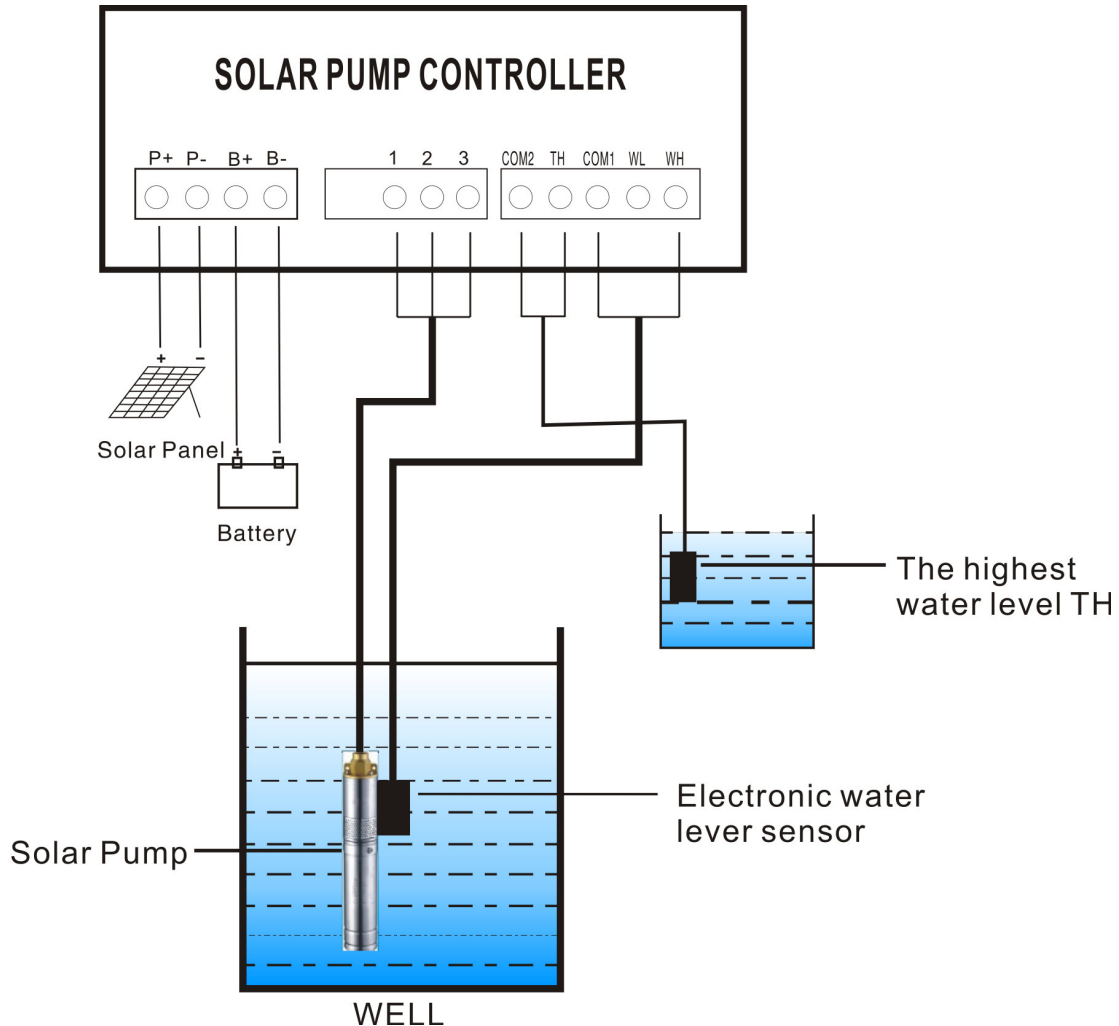 SOLAR PUMP CONTROLLER
P+ P- B+ B- 1 2 3 COM2 TH COM1 WL WH
+ −
Solar Panel
+ −
Battery
The highest
water level TH
Electronic water
lever sensor
Solar Pump
WELL